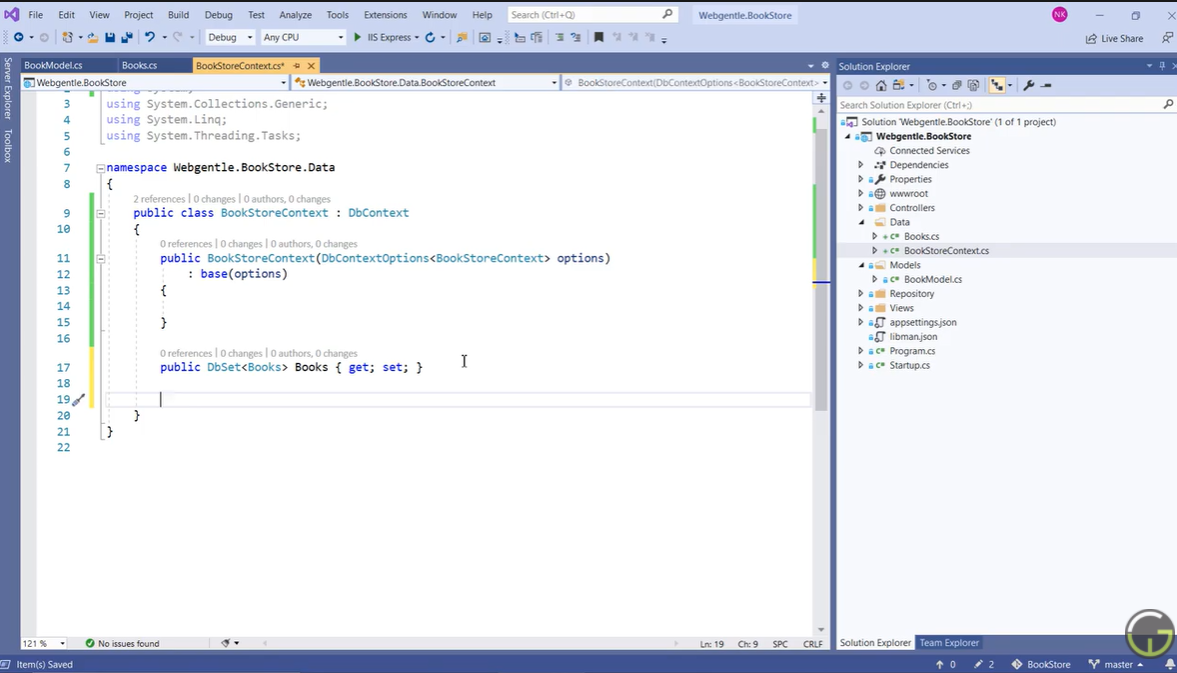 File Edit View Project Build Debug Test Analyze Tools Extensions Window Help Search (Ctrl+Q) Webgentle.BookStore NK
Debug Any CPU IIS Express Live Share
Server Explorer
Toolbox
BookModel.cs Books.cs BookStoreContext.cs*
Webgentle.BookStore Webgentle.BookStore.Data.BookStoreContext BookStoreContext(DbContextOptions<BookStoreContext>
3 using System.Collections.Generic;
4 using System.Linq;
5 using System.Threading.Tasks;
6
7 namespace Webgentle.BookStore.Data
8 {
2 references | 0 changes | 0 authors, 0 changes
9 public class BookStoreContext : DbContext
10 {
0 references | 0 changes | 0 authors, 0 changes
11 public BookStoreContext(DbContextOptions<BookStoreContext> options)
12 : base(options)
13 {
14
15 }
16
0 references | 0 changes | 0 authors, 0 changes
17 public DbSet<Books> Books { get; set; }
18
19
20 }
21 }
22
121 % No issues found Ln: 19 Ch: 9 SPC CRLF
Solution Explorer
Search Solution Explorer (Ctrl+;)
Solution 'Webgentle.BookStore' (1 of 1 project)
Webgentle.BookStore
Connected Services
Dependencies
Properties
wwwroot
Controllers
Data
C# Books.cs
C# BookStoreContext.cs
Models
C# BookModel.cs
Repository
Views
appsettings.json
libman.json
C# Program.cs
C# Startup.cs
Solution Explorer Team Explorer
Item(s) Saved 0 2 BookStore master